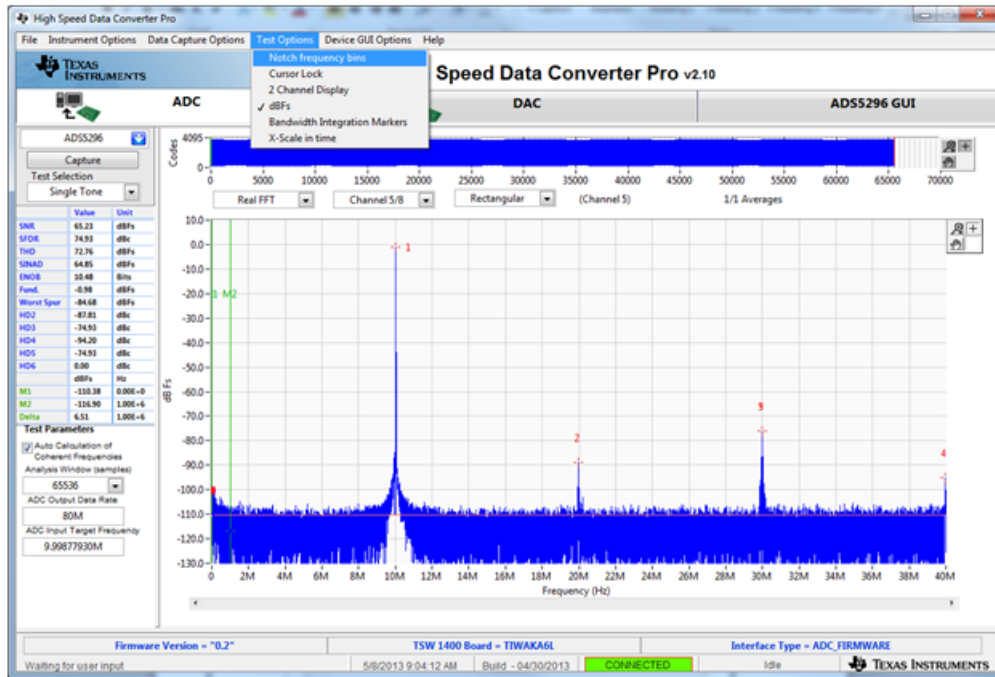 High Speed Data Converter Pro
File Instrument Options Data Capture Options Test Options Device GUI Options Help
Notch frequency bins
Cursor Lock
2 Channel Display
✓ dBFs
Bandwidth Integration Markers
X-Scale in time
TEXAS INSTRUMENTS
Speed Data Converter Pro v2.10
ADC
DAC
ADS5296 GUI
ADS5296
Capture
Test Selection
Single Tone
Value Unit
SNR 65.23 dBFs
SFDR 74.93 dBc
THD 72.76 dBFs
SINAD 64.85 dBFs
ENOB 10.48 Bits
Fund. -0.98 dBFs
Worst Spur -84.68 dBFs
HD2 -87.81 dBc
HD3 -74.93 dBc
HD4 -94.20 dBc
HD5 -74.93 dBc
HD6 0.00 dBc
dBFs Hz
M1 -110.38 0.00E+0
M2 -116.90 1.00E+6
Delta 6.51 1.00E+6
Test Parameters
Auto Calculation of
Coherent Frequencies
Analysis Window (samples)
65536
ADC Output Data Rate
80M
ADC Input Target Frequency
9.99877930M
Codes
4095
0
0 5000 10000 15000 20000 25000 30000 35000 40000 45000 50000 55000 60000 65000 70000
Real FFT Channel 5/8 Rectangular (Channel 5) 1/1 Averages
dB Fs
10.0
0.0
-10.0
-20.0
-30.0
-40.0
-50.0
-60.0
-70.0
-80.0
-90.0
-100.0
-110.0
-120.0
-130.0
1 M2
1
2
4
0 2M 4M 6M 8M 10M 12M 14M 16M 18M 20M 22M 24M 26M 28M 30M 32M 34M 36M 38M 40M
Frequency (Hz)
Firmware Version = "0.2" TSW 1400 Board = TIWAKA6L Interface Type = ADC_FIRMWARE
Waiting for user input 5/8/2013 9:04:12 AM Build - 04/30/2013 CONNECTED Idle TEXAS INSTRUMENTS